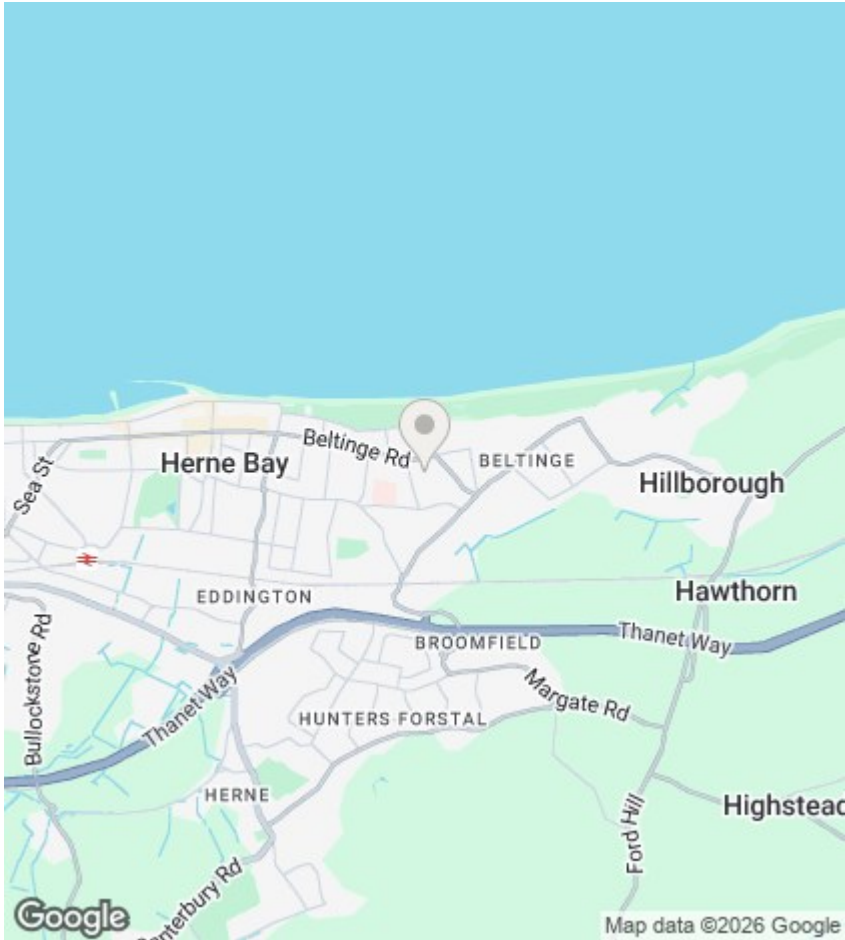 Beltinge Rd
Herne Bay
BELTINGE
Hillborough
Sea St
EDDINGTON
Hawthorn
BROOMFIELD
Thanet Way
Bullockstone Rd
Thanet Way
Margate Rd
HUNTERS FORSTAL
HERNE
Ford Hill
Highstead
Canterbury Rd
Google
Map data ©2026 Google